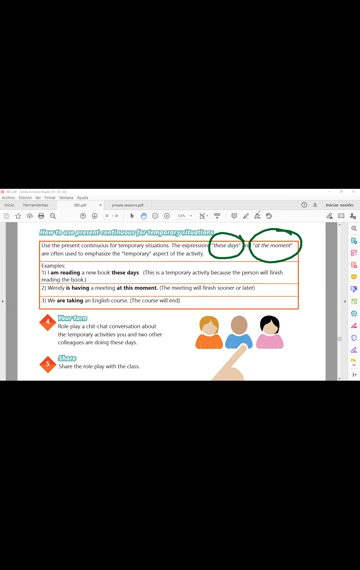 Archivo Edición Ver Firmar Ventana Ayuda
Inicio Herramientas SB2.pdf private sessions.pdf Iniciar sesión
How to use present continuous for temporary situations
Use the present continuous for temporary situations. The expressions "these days" "at the moment"
are often used to emphasize the "temporary" aspect of the activity.
Examples:
1) I am reading a new book these days. (This is a temporary activity because the person will finish
reading the book.)
2) Wendy is having a meeting at this moment. (The meeting will finish sooner or later)
3) We are taking an English course. (The course will end)
4 Your turn
Role play a chit-chat conversation about
the temporary activities you and two other
colleagues are doing these days.
5 Share
Share the role play with the class.